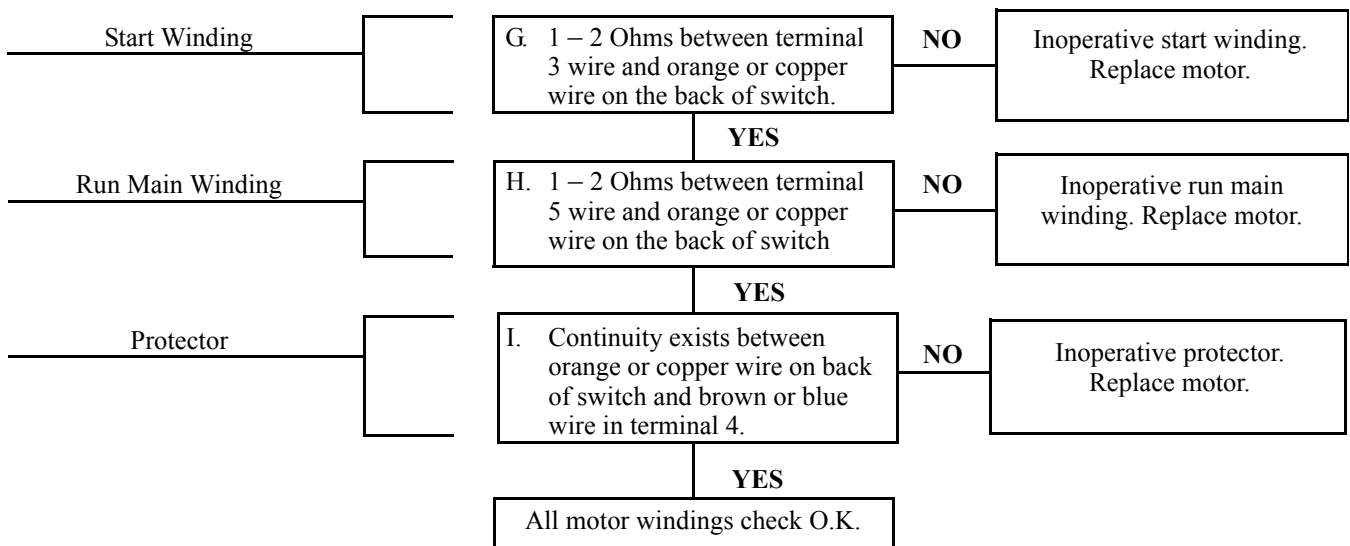 Start Winding
G. 1 – 2 Ohms between terminal
3 wire and orange or copper
wire on the back of switch.
NO
Inoperative start winding.
Replace motor.
YES
Run Main Winding
H. 1 – 2 Ohms between terminal
5 wire and orange or copper
wire on the back of switch
NO
Inoperative run main
winding. Replace motor.
YES
Protector
I. Continuity exists between
orange or copper wire on back
of switch and brown or blue
wire in terminal 4.
NO
Inoperative protector.
Replace motor.
YES
All motor windings check O.K.